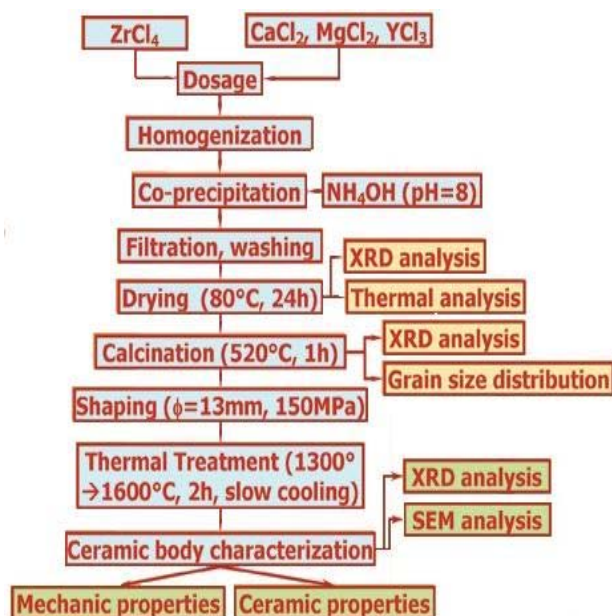 ZrCl₄
CaCl₂, MgCl₂, YCl₃
Dosage
Homogenization
Co-precipitation
NH₄OH (pH=8)
Filtration, washing
XRD analysis
Drying (80°C, 24h)
Thermal analysis
XRD analysis
Calcination (520°C, 1h)
Grain size distribution
Shaping (ϕ=13mm, 150MPa)
Thermal Treatment (1300°
→1600°C, 2h, slow cooling)
XRD analysis
SEM analysis
Ceramic body characterization
Mechanic properties
Ceramic properties